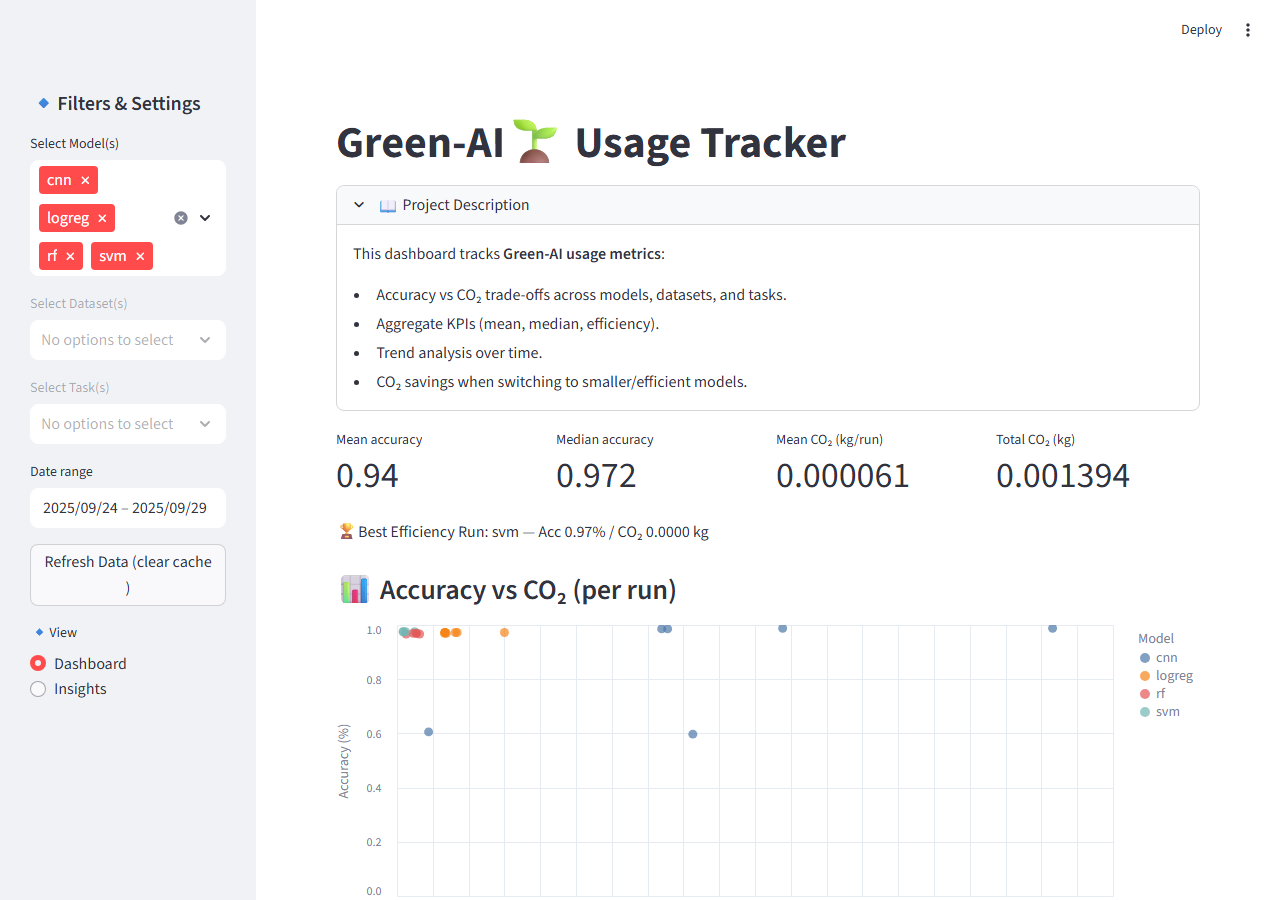 Deploy
Filters & Settings
Select Model(s)
cnn ×
logreg ×
rf × svm ×
Select Dataset(s)
No options to select
Select Task(s)
No options to select
Date range
2025/09/24 – 2025/09/29
Refresh Data (clear cache
)
View
Dashboard
Insights
Green-AI🌱 Usage Tracker
📖 Project Description
This dashboard tracks Green-AI usage metrics:
• Accuracy vs CO₂ trade-offs across models, datasets, and tasks.
• Aggregate KPIs (mean, median, efficiency).
• Trend analysis over time.
• CO₂ savings when switching to smaller/efficient models.
Mean accuracy
0.94
Median accuracy
0.972
Mean CO₂ (kg/run)
0.000061
Total CO₂ (kg)
0.001394
🏆 Best Efficiency Run: svm — Acc 0.97% / CO₂ 0.0000 kg
📊 Accuracy vs CO₂ (per run)
Accuracy (%)
1.0
0.8
0.6
0.4
0.2
0.0
Model
cnn
logreg
rf
svm